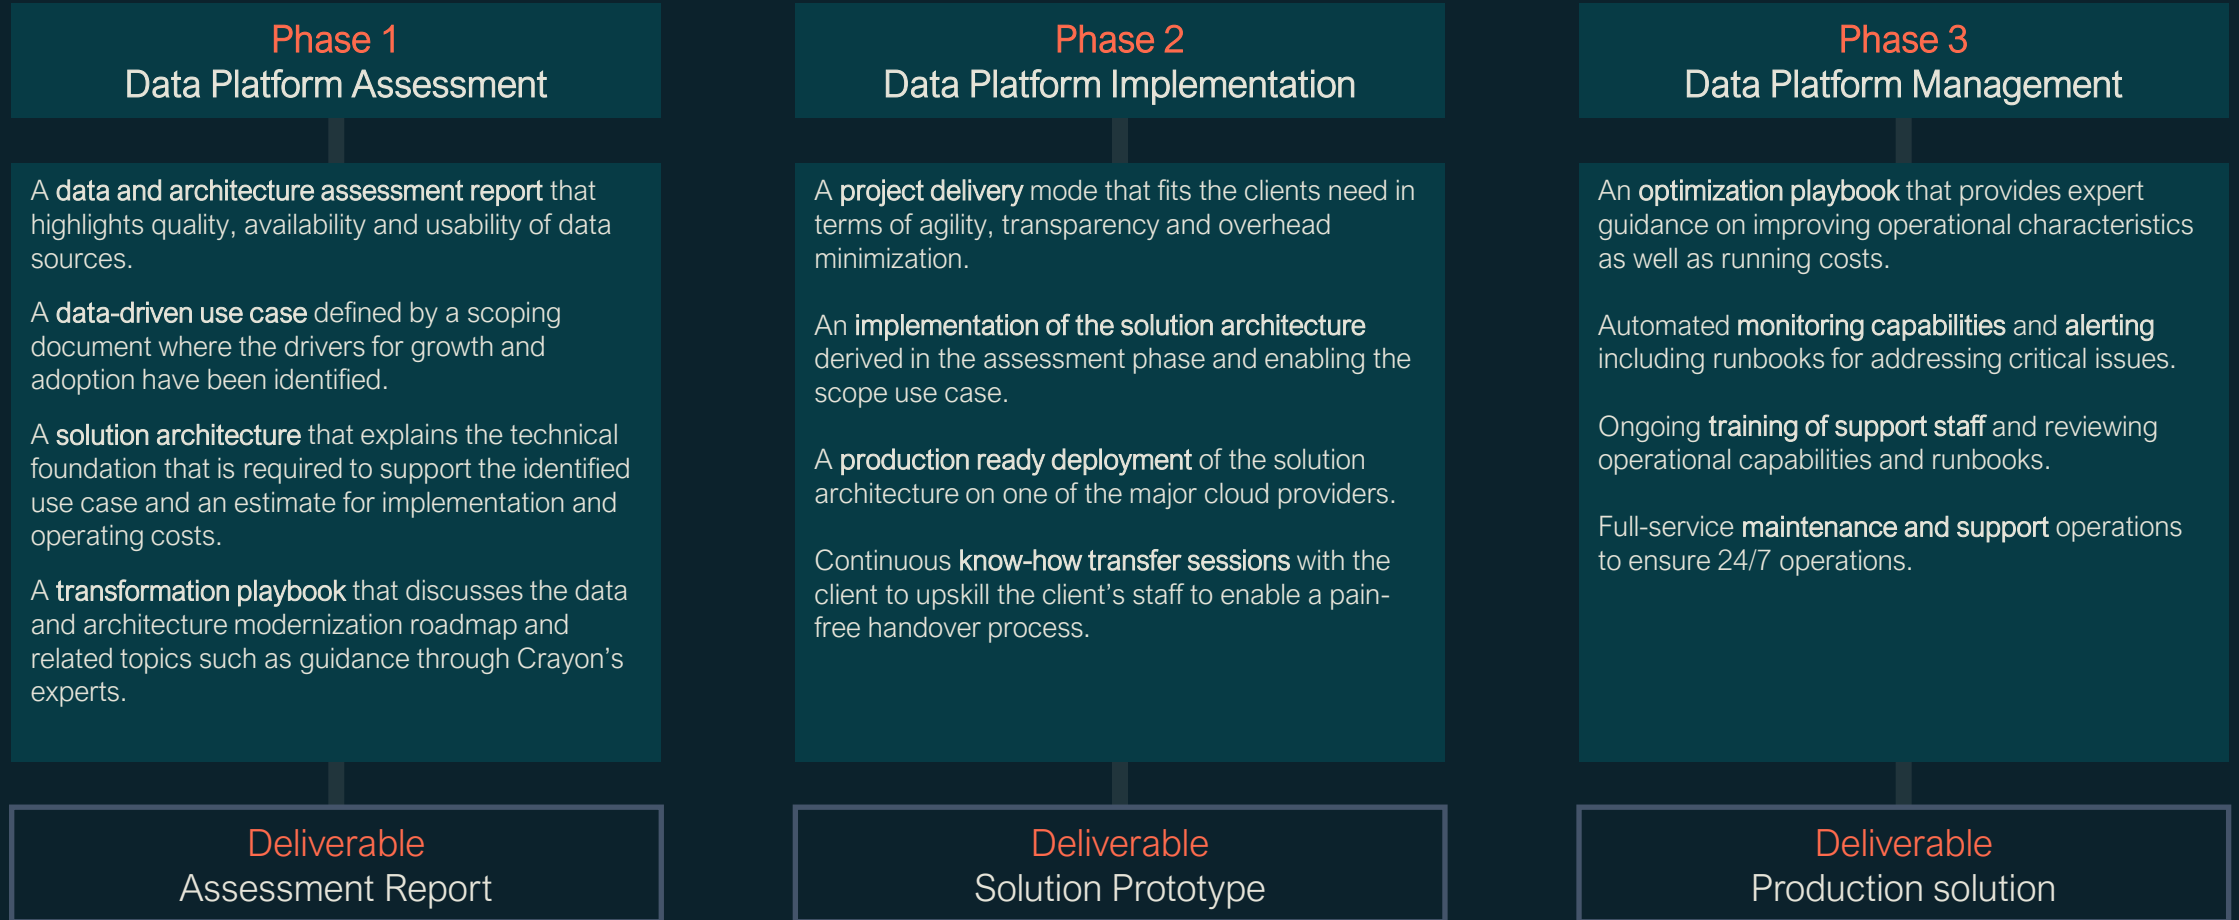 Phase 1
Data Platform Assessment
A data and architecture assessment report that
highlights quality, availability and usability of data
sources.
A data-driven use case defined by a scoping
document where the drivers for growth and
adoption have been identified.
A solution architecture that explains the technical
foundation that is required to support the identified
use case and an estimate for implementation and
operating costs.
A transformation playbook that discusses the data
and architecture modernization roadmap and
related topics such as guidance through Crayon’s
experts.
Deliverable
Assessment Report
Phase 2
Data Platform Implementation
A project delivery mode that fits the clients need in
terms of agility, transparency and overhead
minimization.
An implementation of the solution architecture
derived in the assessment phase and enabling the
scope use case.
A production ready deployment of the solution
architecture on one of the major cloud providers.
Continuous know-how transfer sessions with the
client to upskill the client’s staff to enable a pain-
free handover process.
Deliverable
Solution Prototype
Phase 3
Data Platform Management
An optimization playbook that provides expert
guidance on improving operational characteristics
as well as running costs.
Automated monitoring capabilities and alerting
including runbooks for addressing critical issues.
Ongoing training of support staff and reviewing
operational capabilities and runbooks.
Full-service maintenance and support operations
to ensure 24/7 operations.
Deliverable
Production solution